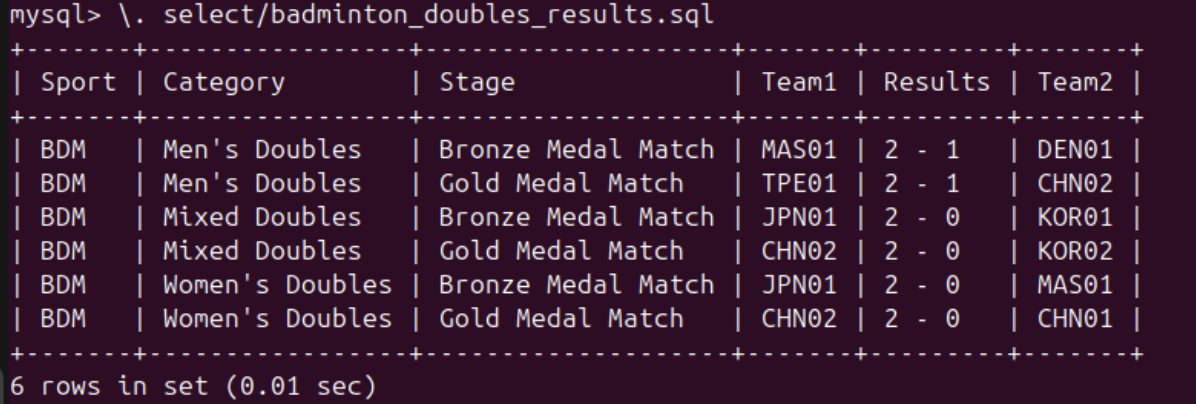 mysql> \. select/badminton_doubles_results.sql
+-------+-----------------+--------------------+-------+---------+-------+
| Sport | Category        | Stage              | Team1 | Results | Team2 |
+-------+-----------------+--------------------+-------+---------+-------+
| BDM   | Men's Doubles   | Bronze Medal Match | MAS01 | 2 - 1   | DEN01 |
| BDM   | Men's Doubles   | Gold Medal Match   | TPE01 | 2 - 1   | CHN02 |
| BDM   | Mixed Doubles   | Bronze Medal Match | JPN01 | 2 - 0   | KOR01 |
| BDM   | Mixed Doubles   | Gold Medal Match   | CHN02 | 2 - 0   | KOR02 |
| BDM   | Women's Doubles | Bronze Medal Match | JPN01 | 2 - 0   | MAS01 |
| BDM   | Women's Doubles | Gold Medal Match   | CHN02 | 2 - 0   | CHN01 |
+-------+-----------------+--------------------+-------+---------+-------+
6 rows in set (0.01 sec)